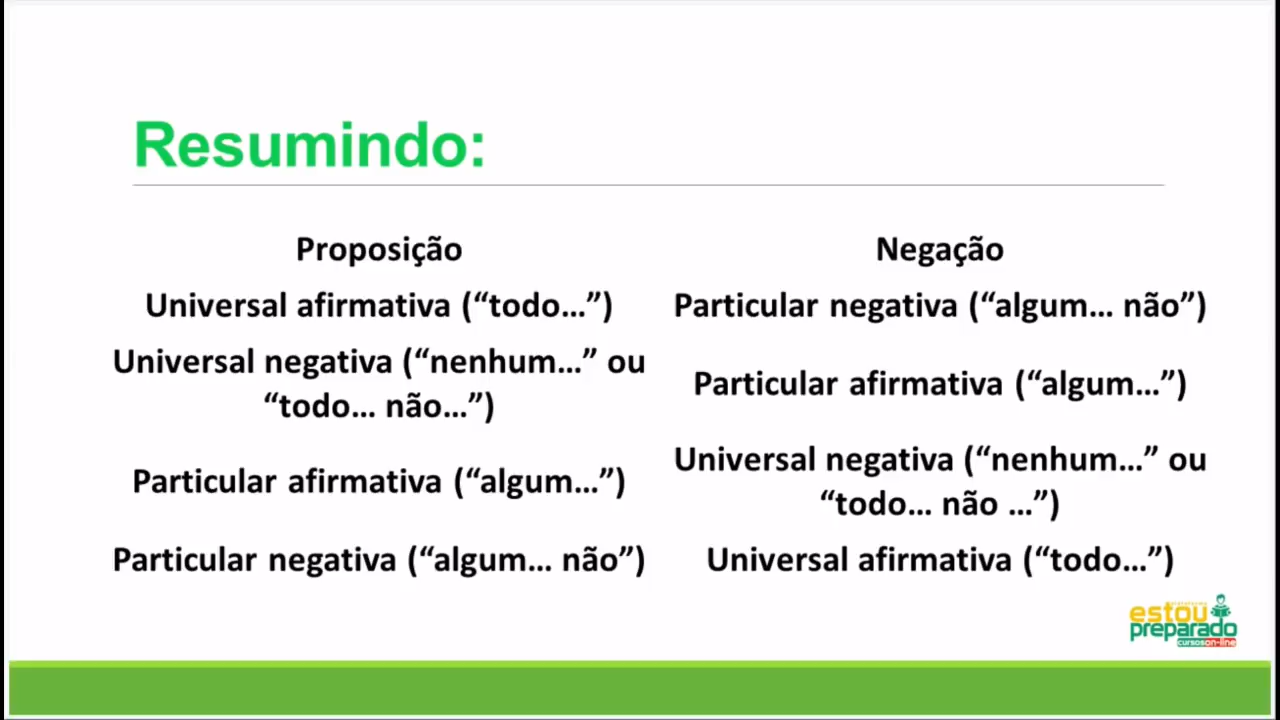 Resumindo:
Proposição Negação
Universal afirmativa (“todo...”) Particular negativa (“algum... não”)
Universal negativa (“nenhum...” ou
“todo... não...”)
Particular afirmativa (“algum...”)
Particular afirmativa (“algum...”)
Universal negativa (“nenhum...” ou
“todo... não ...”)
Particular negativa (“algum... não”) Universal afirmativa (“todo...”)
estou
preparado
cursoson-line